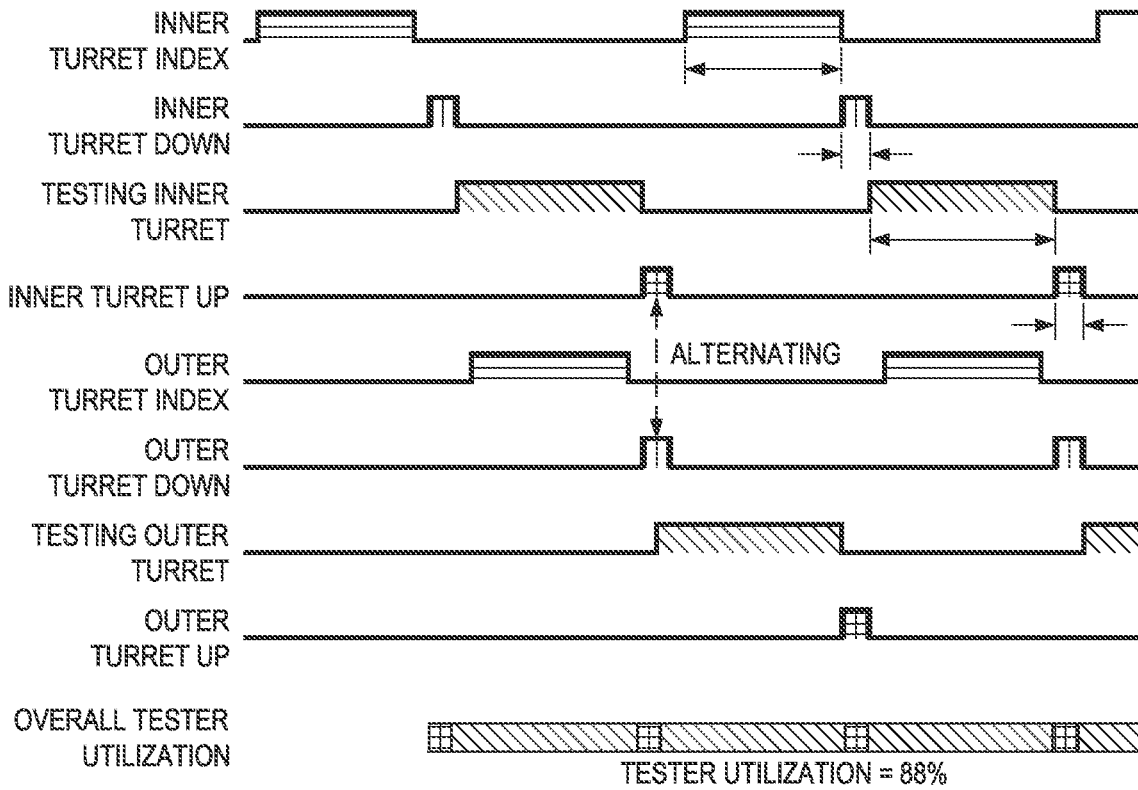 INNER
TURRET INDEX
INNER
TURRET DOWN
TESTING INNER
TURRET
INNER TURRET UP
ALTERNATING
OUTER
TURRET INDEX
OUTER
TURRET DOWN
TESTING OUTER
TURRET
OUTER
TURRET UP
OVERALL TESTER
UTILIZATION
TESTER UTILIZATION = 88%